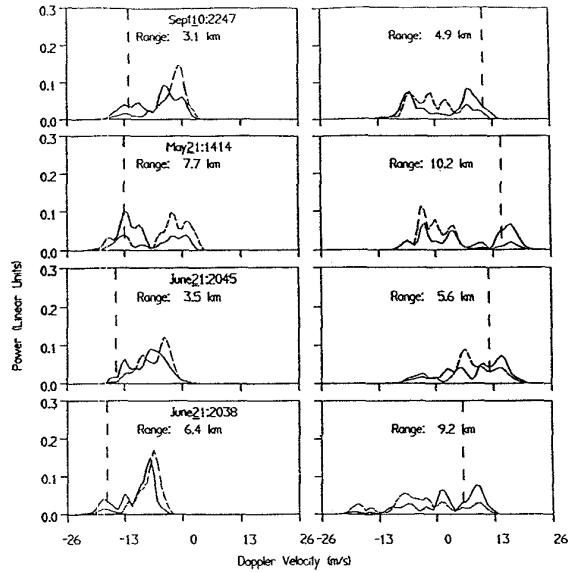 0.3
Sept10:2247
Range: 3.1 km
Range: 4.9 km
0.2
0.1
0.0
0.3
May21:1414
Range: 7.7 km
Range: 10.2 km
0.2
0.1
0.0
0.3
June21:2045
Range: 3.5 km
Range: 5.6 km
0.2
0.1
0.0
0.3
June21:2038
Range: 6.4 km
Range: 9.2 km
0.2
0.1
0.0
Power (Linear Units)
-26 -13 0 13 26 -26 -13 0 13 26
Doppler Velocity (m/s)